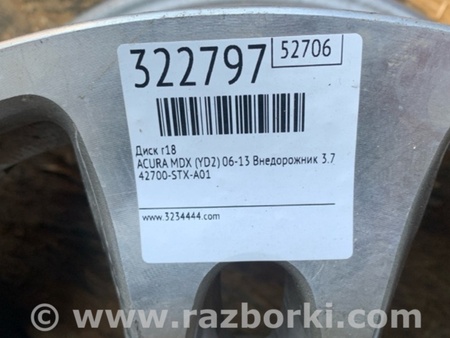 322797
52706
Диск r18
ACURA MDX (YD2) 06-13 Внедорожник 3.7
42700-STX-A01
www.3234444.com
© www.razborki.com